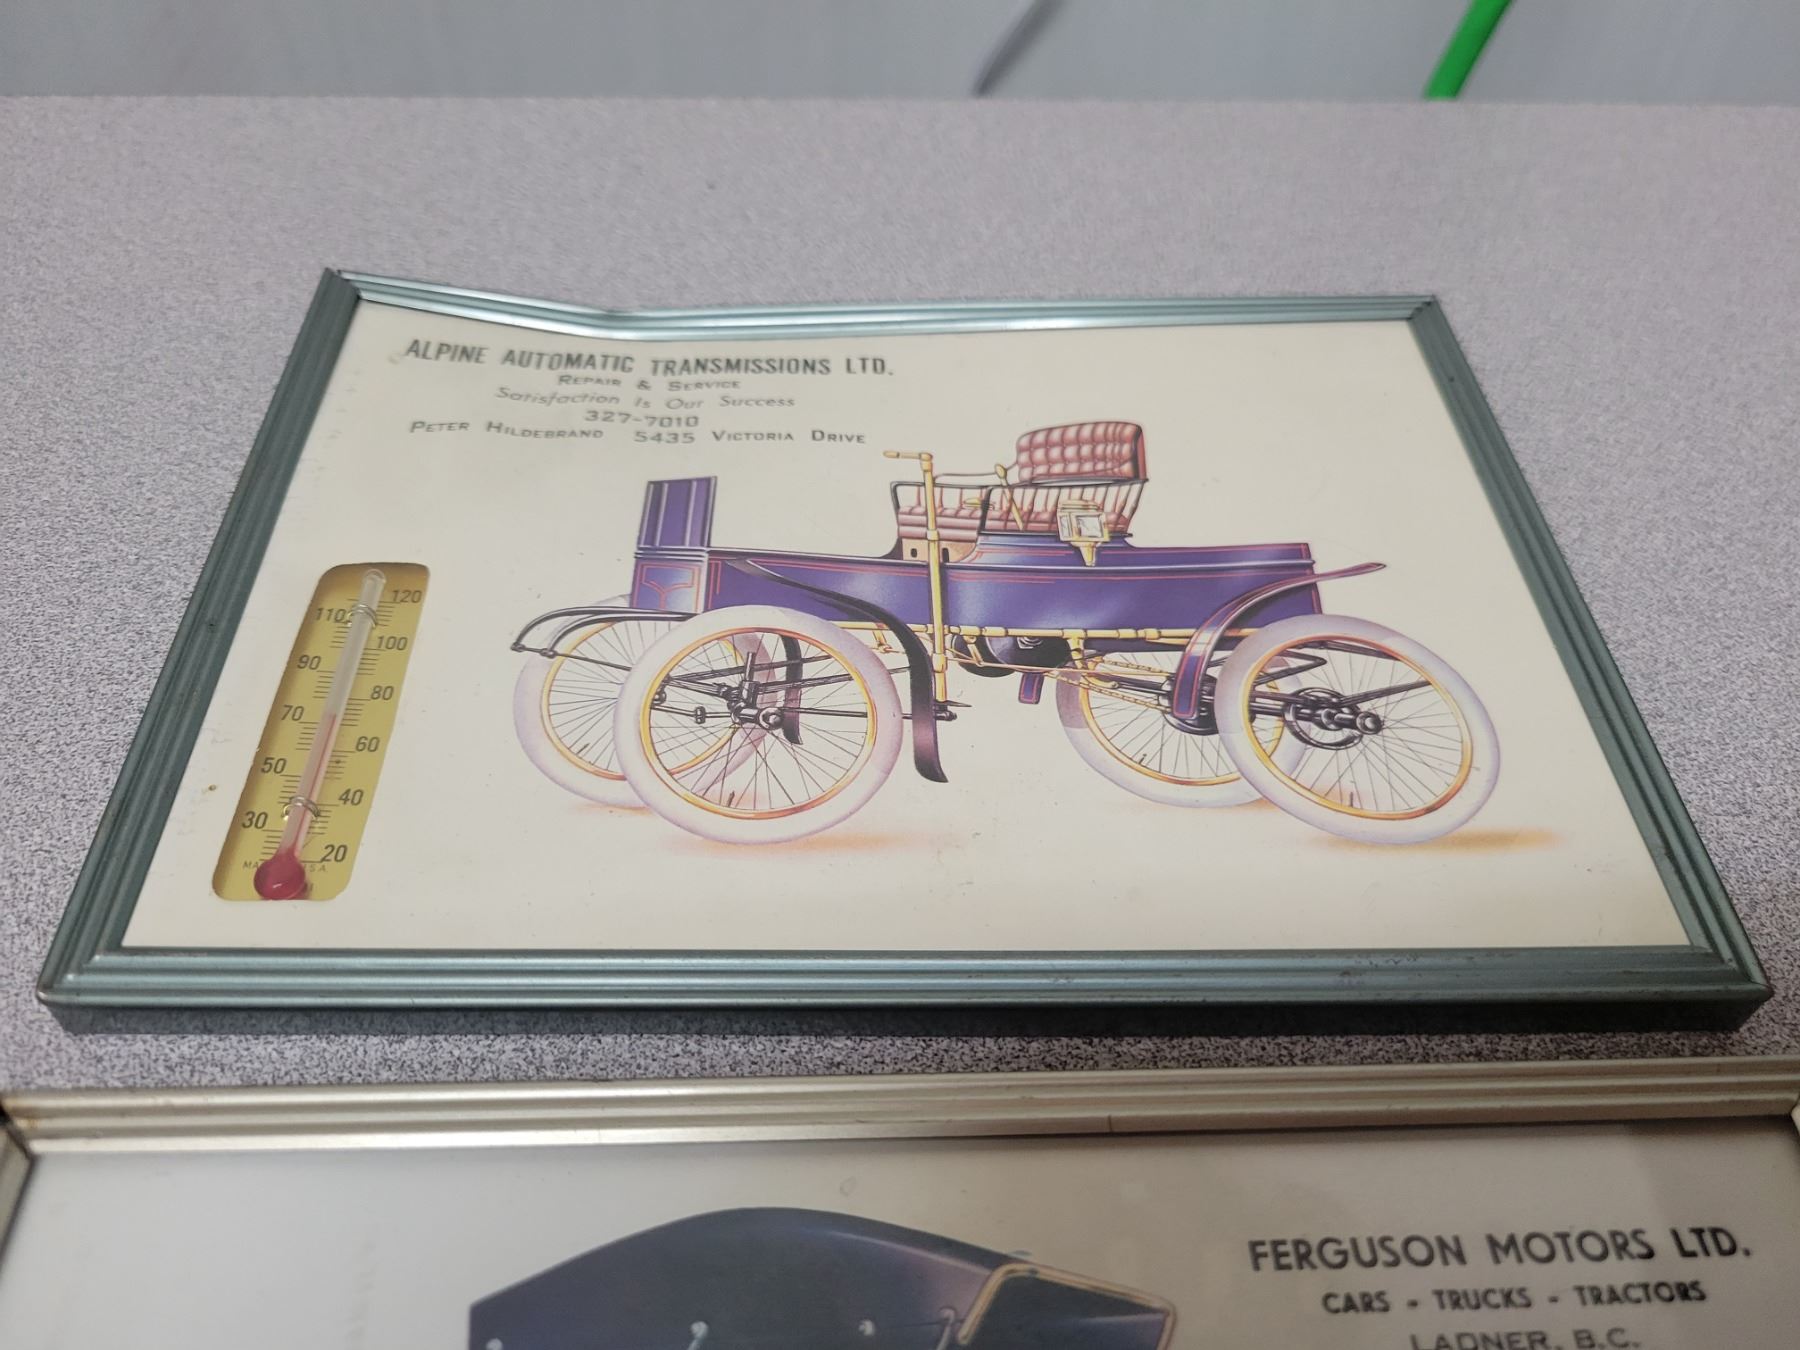 ALPINE AUTOMATIC TRANSMISSIONS LTD.
REPAIR & SERVICE
Satisfaction Is Our Success
327-7010
PETER HILDEBRAND 5435 VICTORIA DRIVE
120
110
100
90
80
70
60
50
40
30
20
FERGUSON MOTORS LTD.
CARS - TRUCKS - TRACTORS
LADNER, B.C.